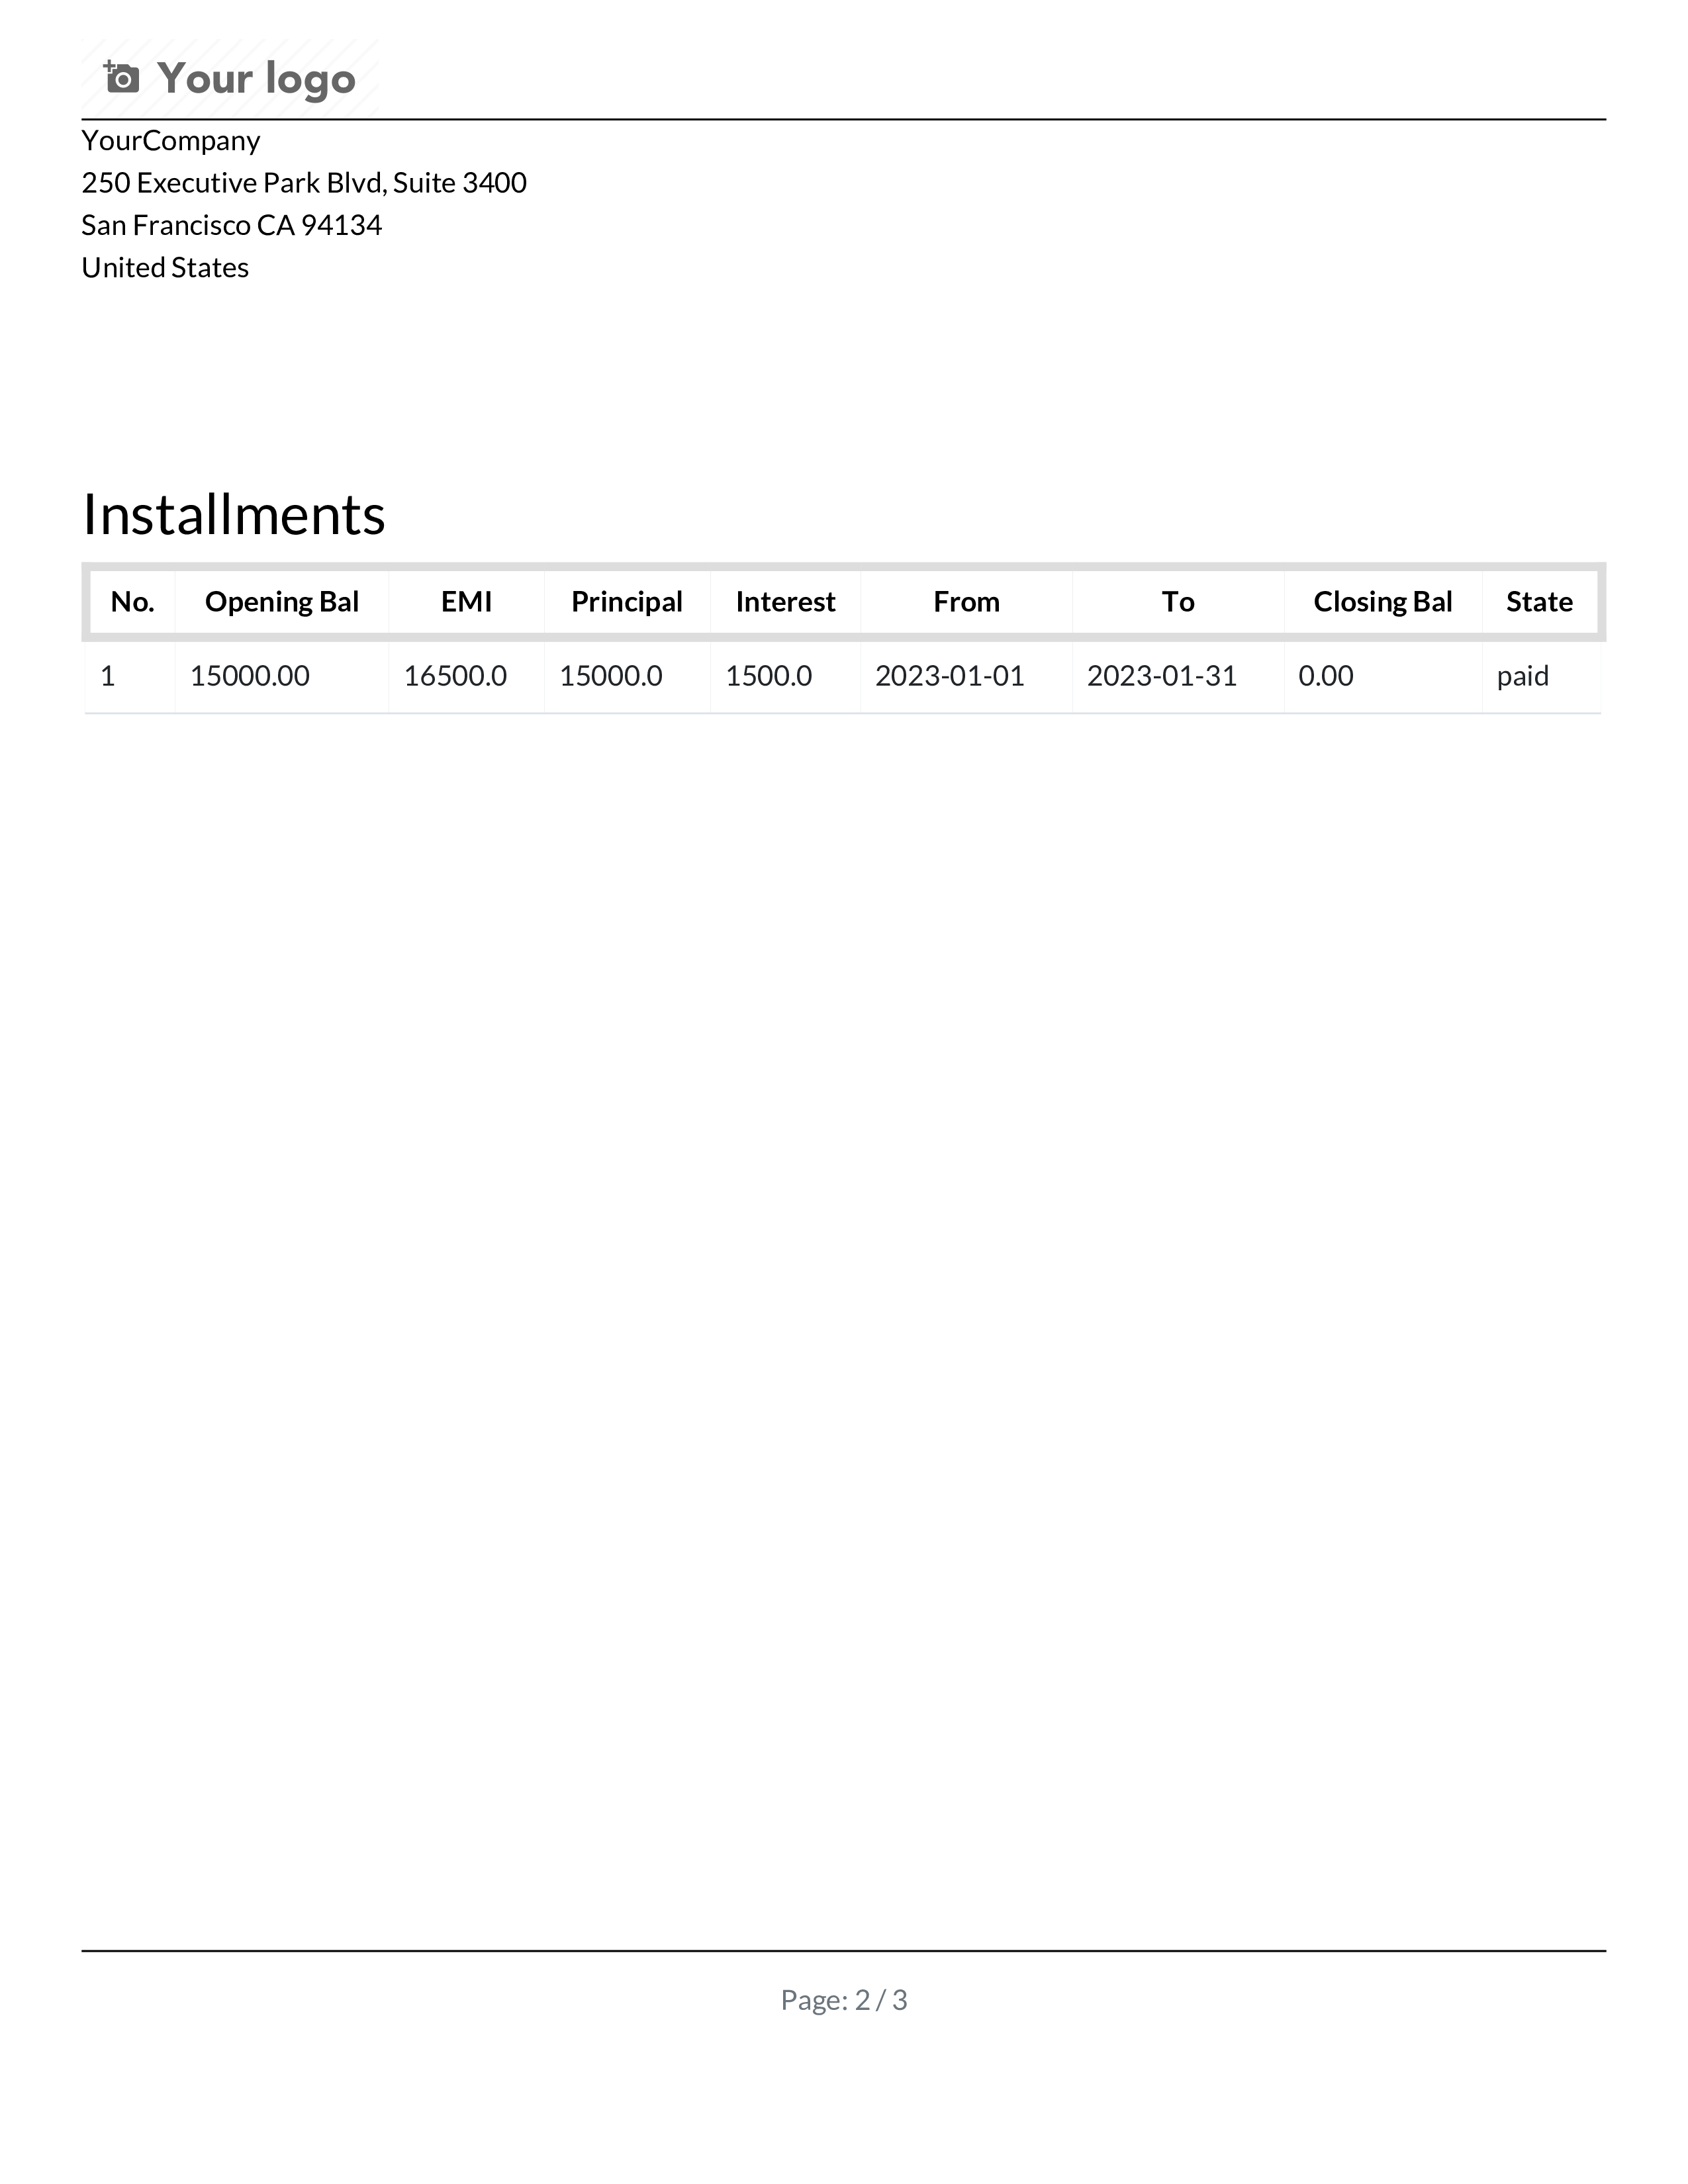 Your logo
YourCompany
250 Executive Park Blvd, Suite 3400
San Francisco CA 94134
United States
Installments
No. Opening Bal EMI Principal Interest From To Closing Bal State
1 15000.00 16500.0 15000.0 1500.0 2023-01-01 2023-01-31 0.00 paid
Page: 2 / 3